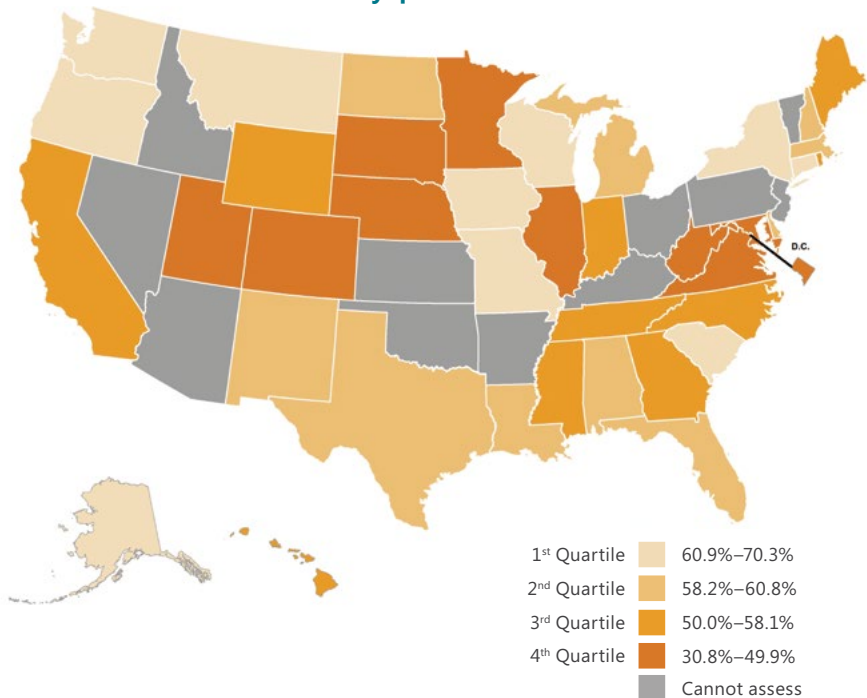 D.C.
1st Quartile 60.9%–70.3%
2nd Quartile 58.2%–60.8%
3rd Quartile 50.0%–58.1%
4th Quartile 30.8%–49.9%
Cannot assess